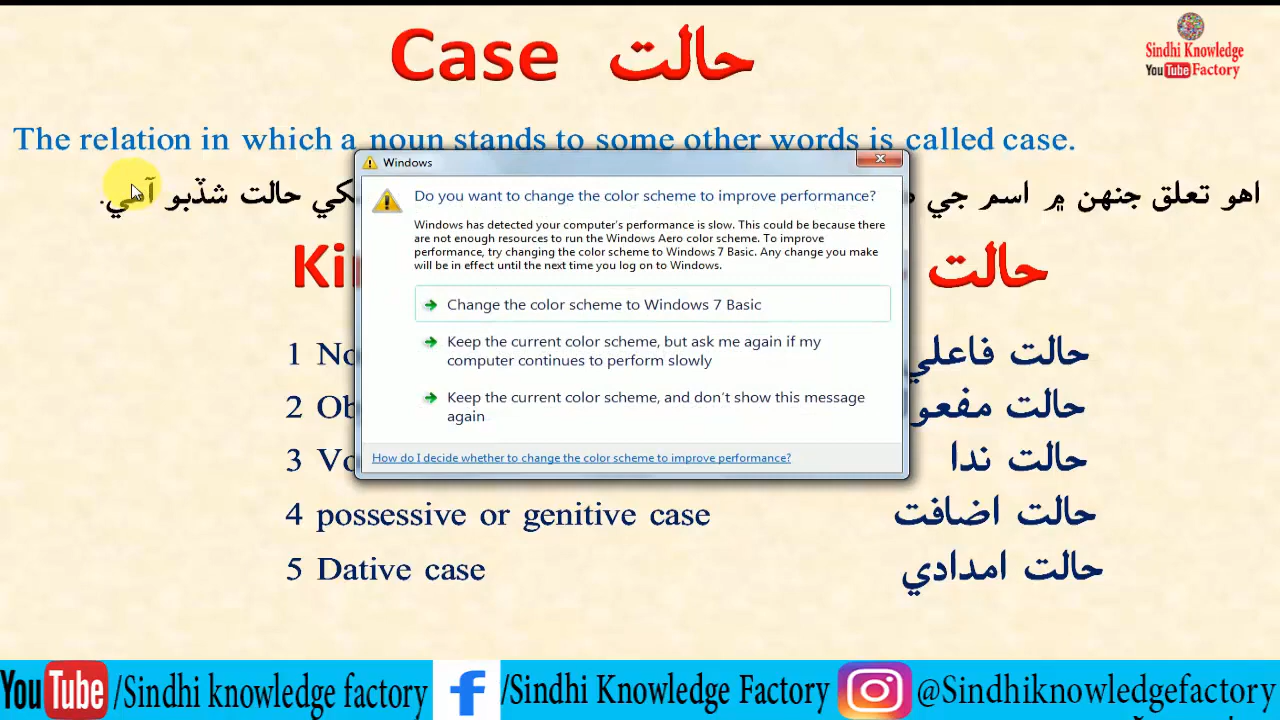 Case حالت
Sindhi Knowledge
YouTube Factory
The relation in which a noun stands to some other words is called case.
اهو تعلق جنهن ۾ اسم جي
کي حالت شڏبو آهي.
حالت
1 حالت فاعلي
2
3 حالت ندا
4 possessive or genitive case حالت اضافت
5 Dative case حالت امدادي
Windows
Do you want to change the color scheme to improve performance?
Windows has detected your computer's performance is slow. This could be because there
are not enough resources to run the Windows Aero color scheme. To improve
performance, try changing the color scheme to Windows 7 Basic. Any change you make
will be in effect until the next time you log on to Windows.
Change the color scheme to Windows 7 Basic
Keep the current color scheme, but ask me again if my
computer continues to perform slowly
Keep the current color scheme, and don't show this message
again
How do I decide whether to change the color scheme to improve performance?
YouTube /Sindhi knowledge factory /Sindhi Knowledge Factory @Sindhiknowledgefactory